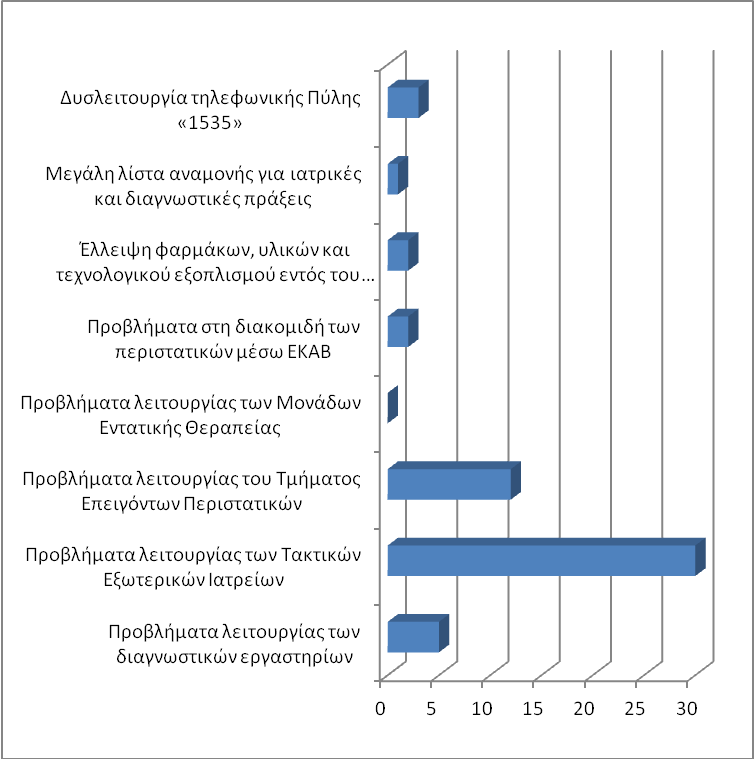 Δυσλειτουργία τηλεφωνικής Πύλης
«1535»
Μεγάλη λίστα αναμονής για ιατρικές
και διαγνωστικές πράξεις
Έλλειψη φαρμάκων, υλικών και
τεχνολογικού εξοπλισμού εντός του...
Προβλήματα στη διακομιδή των
περιστατικών μέσω ΕΚΑΒ
Προβλήματα λειτουργίας των Μονάδων
Εντατικής Θεραπείας
Προβλήματα λειτουργίας του Τμήματος
Επειγόντων Περιστατικών
Προβλήματα λειτουργίας των Τακτικών
Εξωτερικών Ιατρείων
Προβλήματα λειτουργίας των
διαγνωστικών εργαστηρίων
0 5 10 15 20 25 30